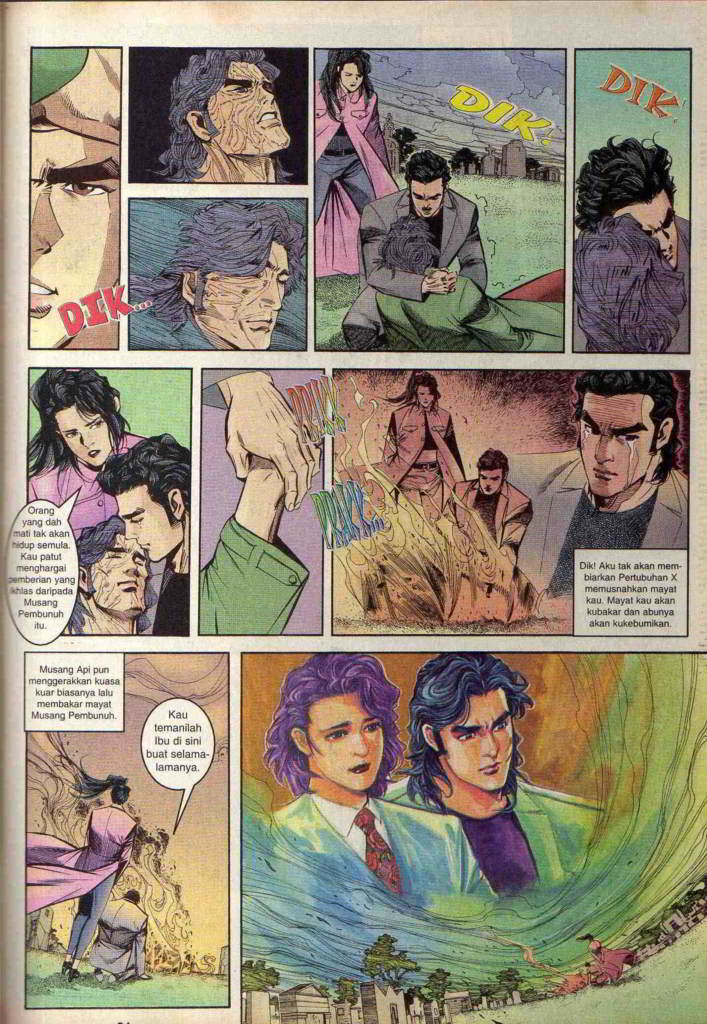 DIK...
DIK!
DIK!
Orang
yang dah
mati tak akan
hidup semula.
Kau patut
menghargai
pemberian yang
ikhlas daripada
Musang
Pembunuh
itu.
Dik! Aku tak akan mem-
biarkan Pertubuhan X
memusnahkan mayat
kau. Mayat kau akan
kubakar dan abunya
akan kukebumikan.
Musang Api pun
menggerakkan kuasa
kuar biasanya lalu
membakar mayat
Musang Pembunuh.
Kau
temanilah
Ibu di sini
buat selama-
lamanya.